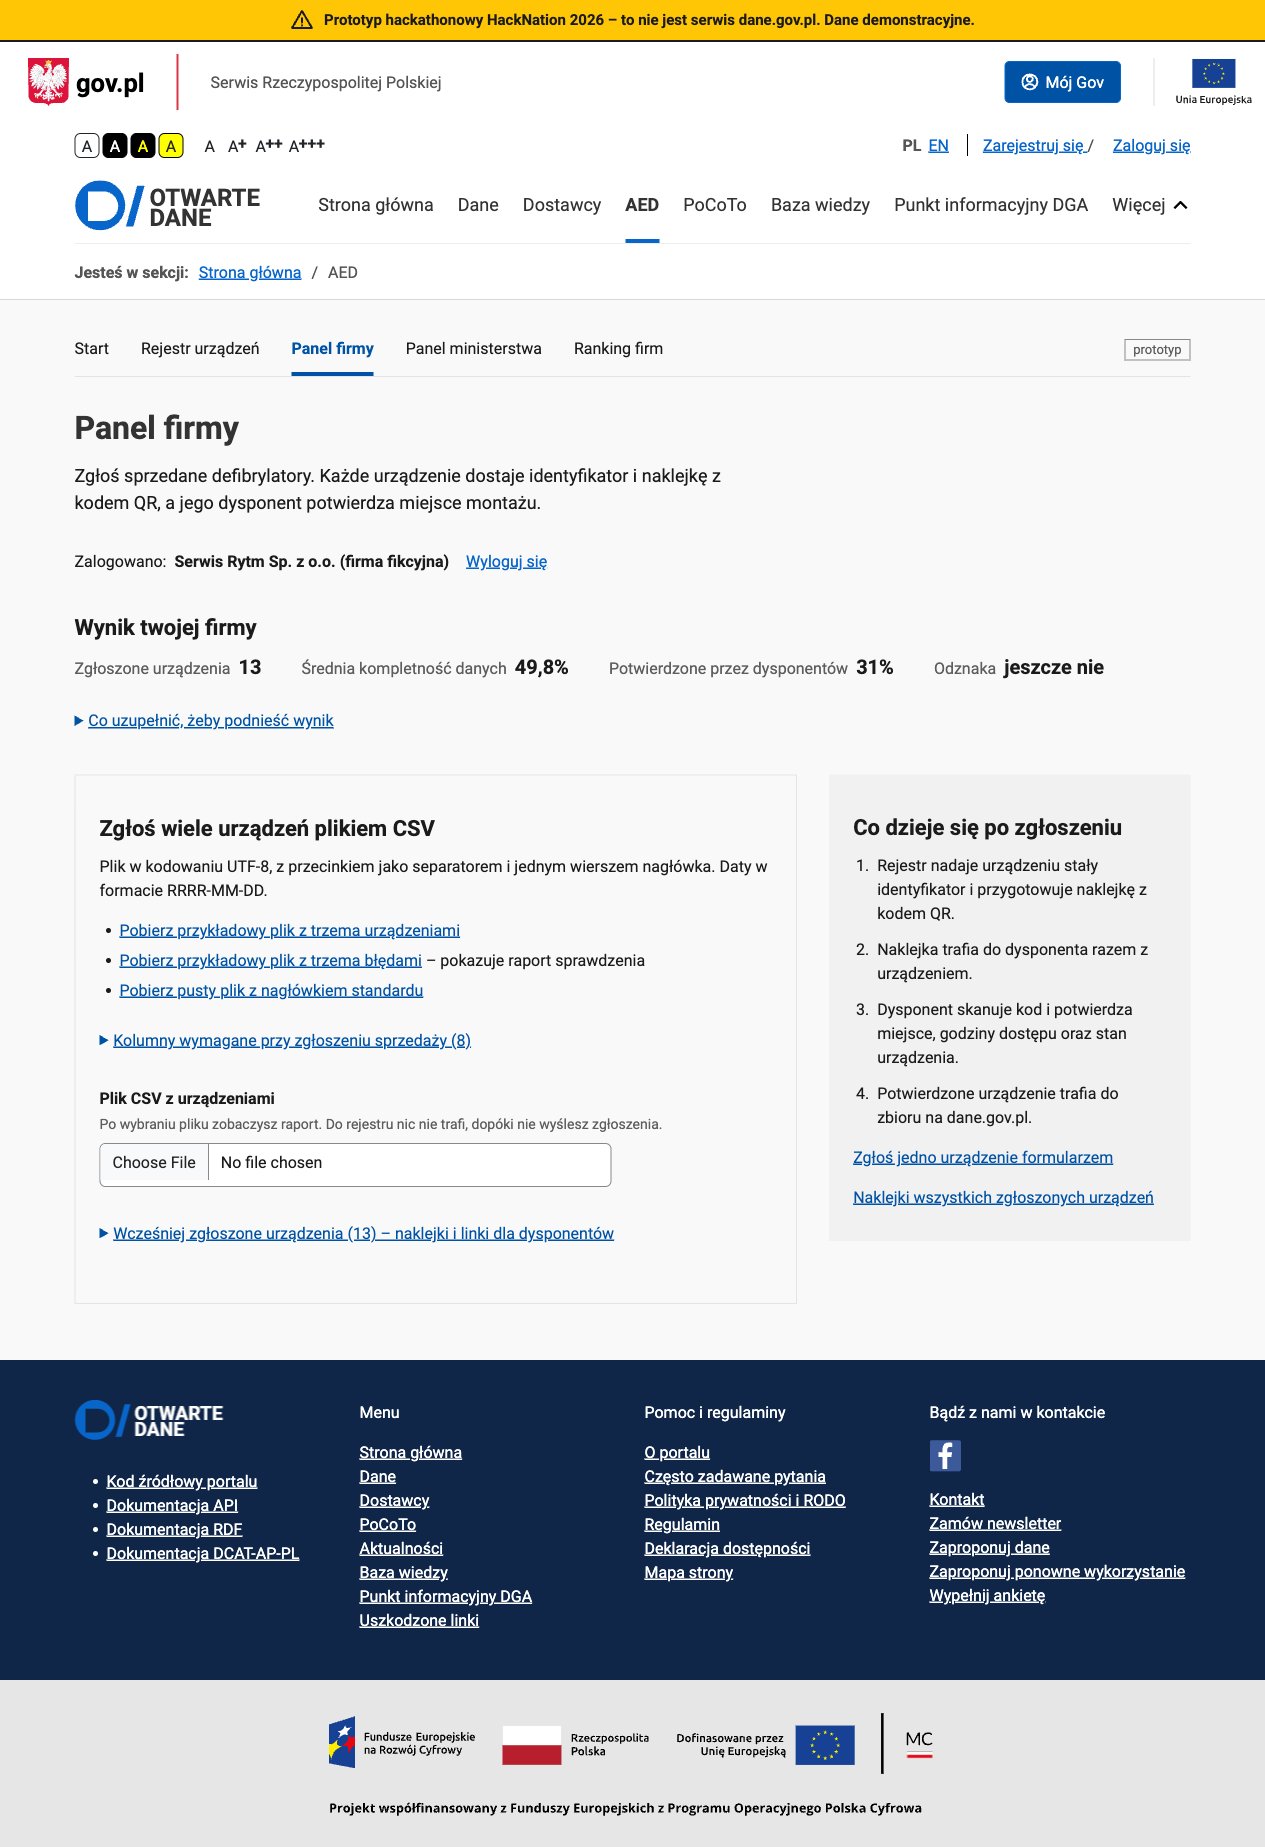 Prototyp hackathonowy HackNation 2026 – to nie jest serwis dane.gov.pl. Dane demonstracyjne.
gov.pl
Serwis Rzeczypospolitej Polskiej
Mój Gov
Unia Europejska
A A A A A A+ A++ A+++
PL EN Zarejestruj się / Zaloguj się
OTWARTE DANE
Strona główna Dane Dostawcy AED PoCoTo Baza wiedzy Punkt informacyjny DGA Więcej
Jesteś w sekcji: Strona główna / AED
Start Rejestr urządzeń Panel firmy Panel ministerstwa Ranking firm prototyp
Panel firmy
Zgłoś sprzedane defibrylatory. Każde urządzenie dostaje identyfikator i naklejkę z
kodem QR, a jego dysponent potwierdza miejsce montażu.
Zalogowano: Serwis Rytm Sp. z o.o. (firma fikcyjna) Wyloguj się
Wynik twojej firmy
Zgłoszone urządzenia 13 Średnia kompletność danych 49,8% Potwierdzone przez dysponentów 31% Odznaka jeszcze nie
Co uzupełnić, żeby podnieść wynik
Zgłoś wiele urządzeń plikiem CSV
Plik w kodowaniu UTF-8, z przecinkiem jako separatorem i jednym wierszem nagłówka. Daty w
formacie RRRR-MM-DD.
• Pobierz przykładowy plik z trzema urządzeniami
• Pobierz przykładowy plik z trzema błędami – pokazuje raport sprawdzenia
• Pobierz pusty plik z nagłówkiem standardu
Kolumny wymagane przy zgłoszeniu sprzedaży (8)
Plik CSV z urządzeniami
Po wybraniu pliku zobaczysz raport. Do rejestru nic nie trafi, dopóki nie wyślesz zgłoszenia.
Choose File No file chosen
Wcześniej zgłoszone urządzenia (13) – naklejki i linki dla dysponentów
Co dzieje się po zgłoszeniu
1. Rejestr nadaje urządzeniu stały
identyfikator i przygotowuje naklejkę z
kodem QR.
2. Naklejka trafia do dysponenta razem z
urządzeniem.
3. Dysponent skanuje kod i potwierdza
miejsce, godziny dostępu oraz stan
urządzenia.
4. Potwierdzone urządzenie trafia do
zbioru na dane.gov.pl.
Zgłoś jedno urządzenie formularzem
Naklejki wszystkich zgłoszonych urządzeń
OTWARTE
DANE
• Kod źródłowy portalu
• Dokumentacja API
• Dokumentacja RDF
• Dokumentacja DCAT-AP-PL
Menu
Strona główna
Dane
Dostawcy
PoCoTo
Aktualności
Baza wiedzy
Punkt informacyjny DGA
Uszkodzone linki
Pomoc i regulaminy
O portalu
Często zadawane pytania
Polityka prywatności i RODO
Regulamin
Deklaracja dostępności
Mapa strony
Bądź z nami w kontakcie
Kontakt
Zamów newsletter
Zaproponuj dane
Zaproponuj ponowne wykorzystanie
Wypełnij ankietę
Fundusze Europejskie
na Rozwój Cyfrowy
Rzeczpospolita
Polska
Dofinasowane przez
Unię Europejską
MC
Projekt współfinansowany z Funduszy Europejskich z Programu Operacyjnego Polska Cyfrowa